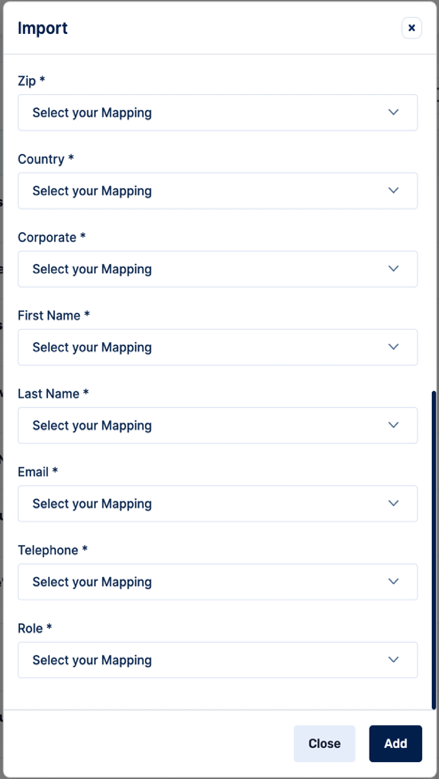 Import
Zip *
Select your Mapping
Country *
Select your Mapping
Corporate *
Select your Mapping
First Name *
Select your Mapping
Last Name *
Select your Mapping
Email *
Select your Mapping
Telephone *
Select your Mapping
Role *
Select your Mapping
Close Add